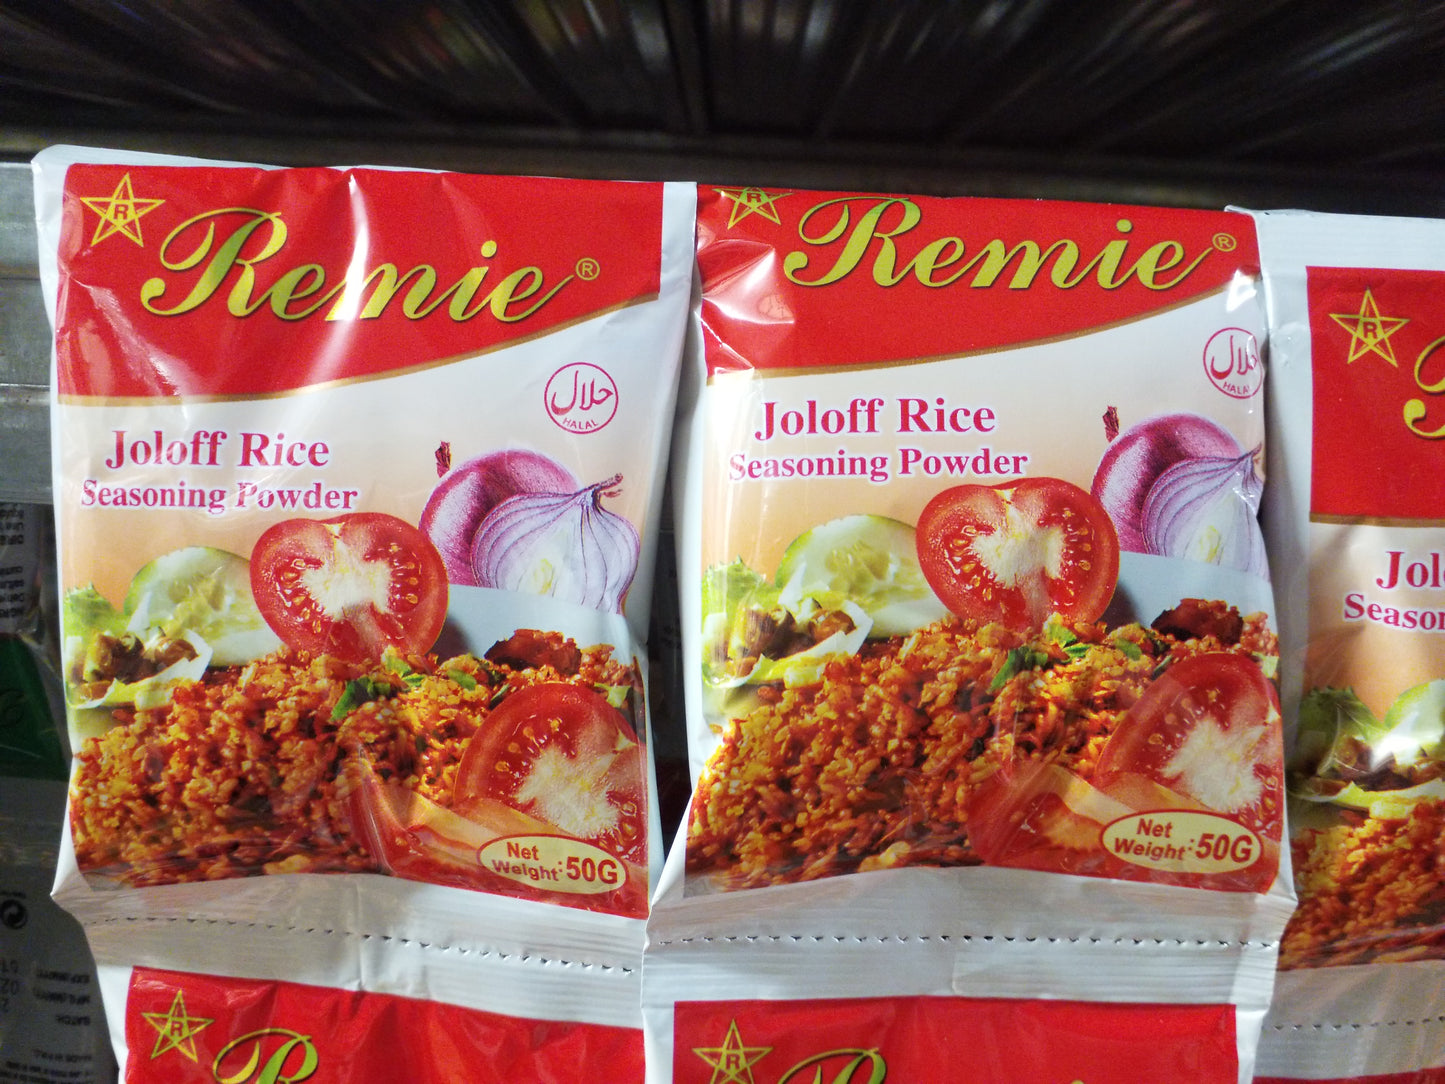 R
Remie®
حلال
HALAL
Joloff Rice
Seasoning Powder
Net
Weight: 50G
R
Remie®
حلال
HALAL
Joloff Rice
Seasoning Powder
Net
Weight: 50G
R
R
R
R